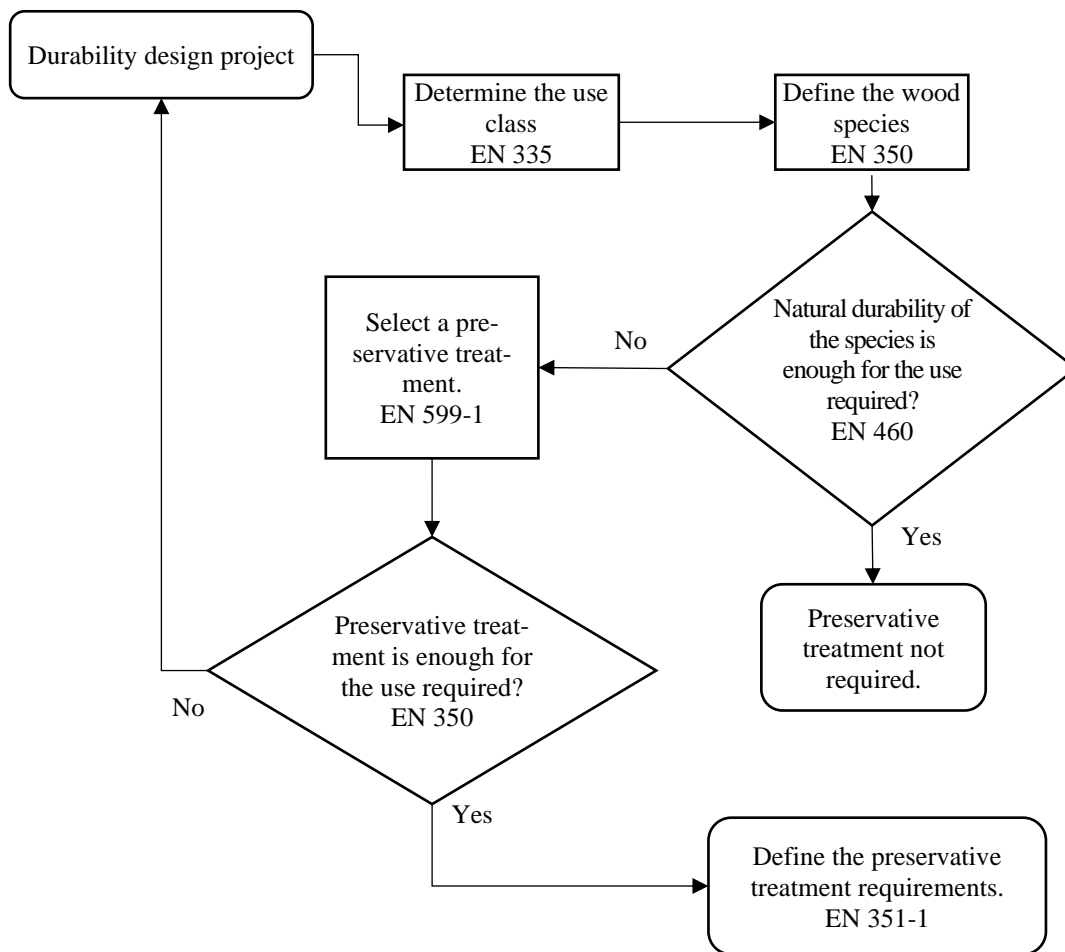 Durability design project
Determine the use
class
EN 335
Define the wood
species
EN 350
Natural durability of
the species is
enough for the use
required?
EN 460
No
Select a pre-
servative treat-
ment.
EN 599-1
Yes
Preservative
treatment not
required.
Preservative treat-
ment is enough for
the use required?
EN 350
No
Yes
Define the preservative
treatment requirements.
EN 351-1